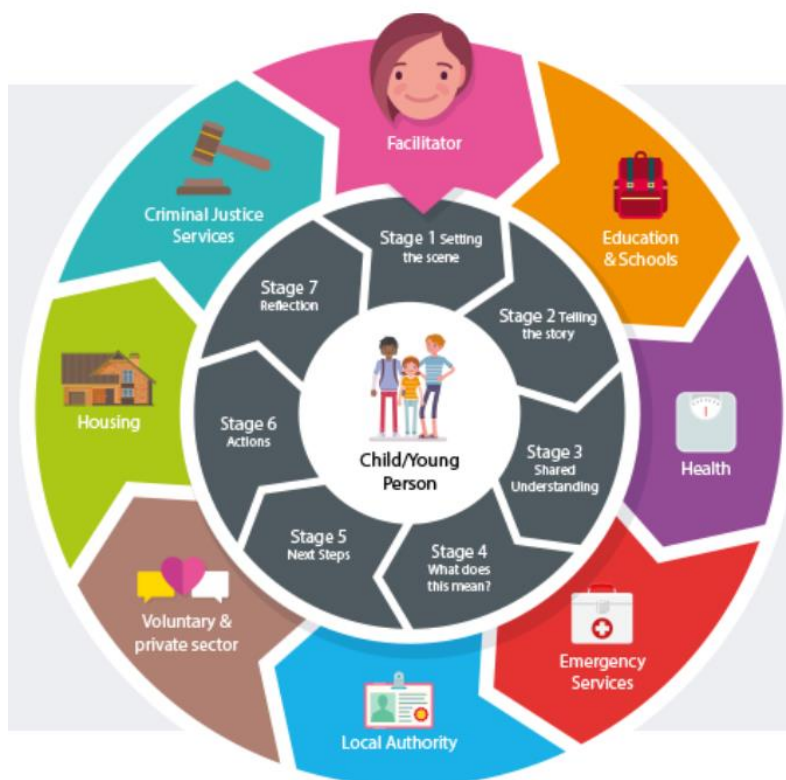 Facilitator
Education
& Schools
Health
Emergency
Services
Local Authority
Voluntary &
private sector
Housing
Criminal Justice
Services
Stage 1 Setting
the scene
Stage 2 Telling
the story
Stage 3
Shared
Understanding
Stage 4
What does
this mean?
Stage 5
Next Steps
Stage 6
Actions
Stage 7
Reflection
Child/Young
Person